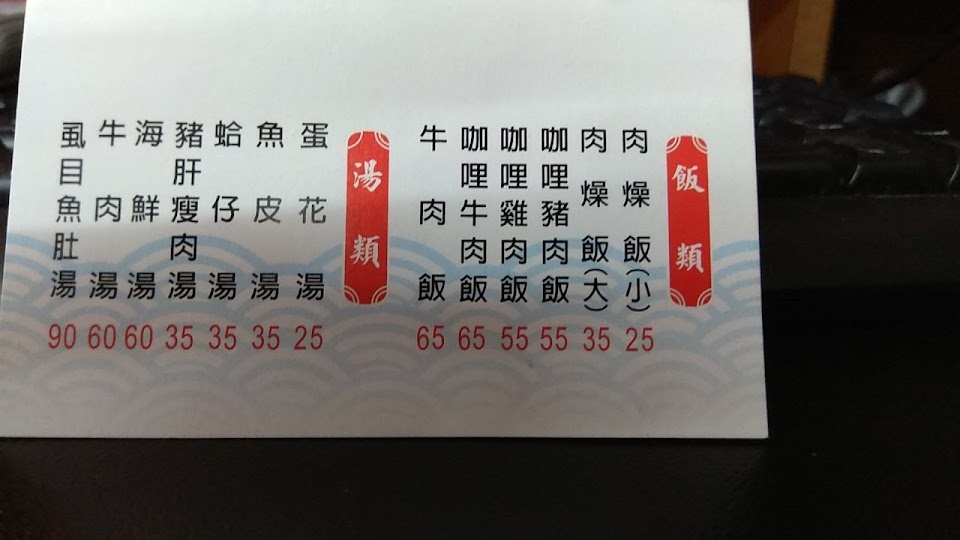 飯類
肉燥飯(小) 25
肉燥飯(大) 35
咖哩豬肉飯 55
咖哩雞肉飯 55
咖哩牛肉飯 65
牛肉飯 65
湯類
蛋花湯 25
魚皮湯 35
蛤仔湯 35
豬肝瘦肉湯 35
海鮮湯 60
牛肉湯 60
虱目魚肚湯 90